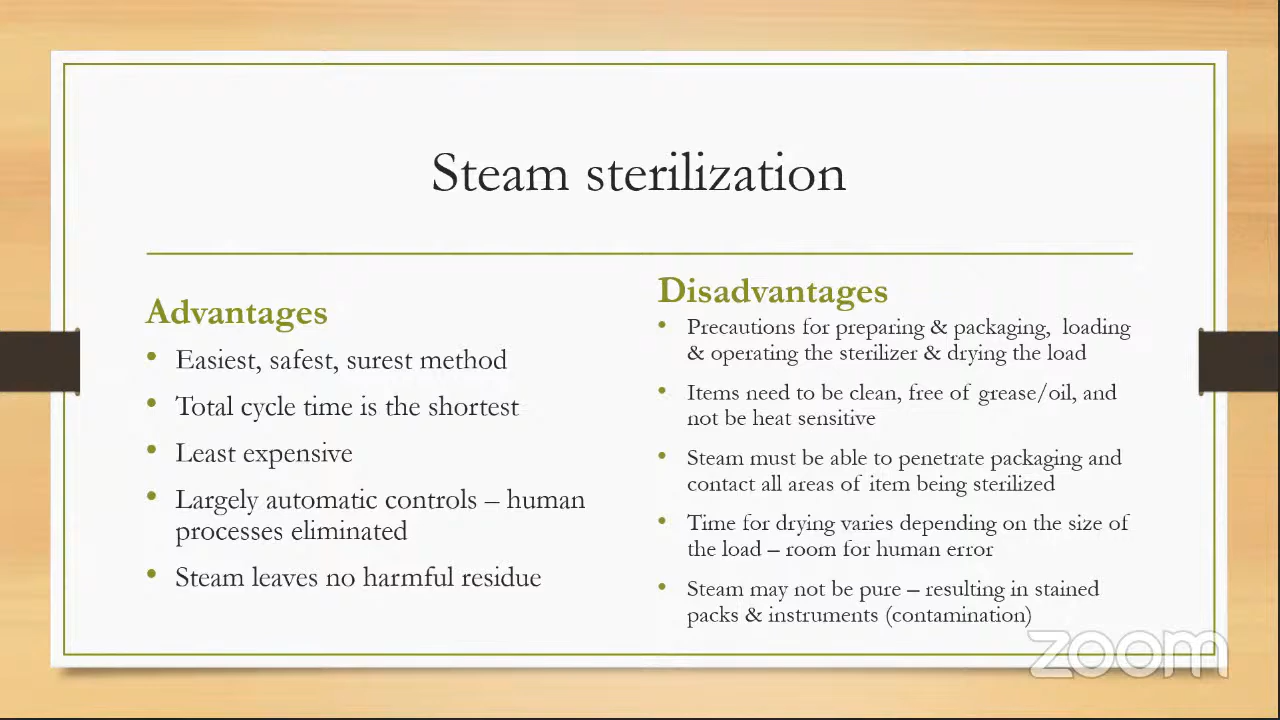 Steam sterilization
Advantages
• Easiest, safest, surest method
• Total cycle time is the shortest
• Least expensive
• Largely automatic controls – human
processes eliminated
• Steam leaves no harmful residue
Disadvantages
• Precautions for preparing & packaging, loading
& operating the sterilizer & drying the load
• Items need to be clean, free of grease/oil, and
not be heat sensitive
• Steam must be able to penetrate packaging and
contact all areas of item being sterilized
• Time for drying varies depending on the size of
the load – room for human error
• Steam may not be pure – resulting in stained
packs & instruments (contamination)
zoom